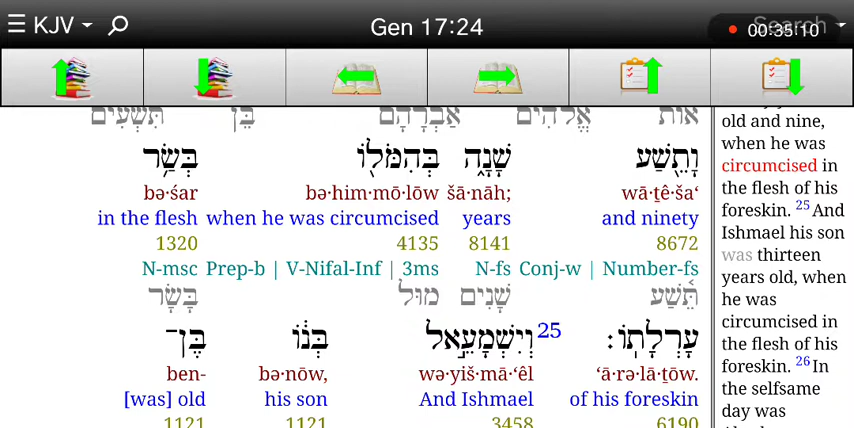 ☰ KJV Gen 17:24 Search
00:35:10
אוֹת אֱלֹהִים אַבְרָהָם בֵּן תִּשְׁעִים
וָתֵ֖שַׁע שָׁנָ֑ה בְּהִמֹּל֖וֹ בְּשַׂ֥ר
wā·ṯê·ša‘ šā·nāh; bə·him·mō·lōw bə·śar
and ninety years when he was circumcised in the flesh
8672 8141 4135 1320
Conj-w | Number-fs N-fs Prep-b | V-Nifal-Inf | 3ms N-msc
תֵּשַׁע שָׁנִים מוּל בָּשָׂר
עָרְלָתֽוֹ׃ 25 וְיִשְׁמָעֵ֣אל בְּנ֔וֹ בֶּן־
‘ā·rə·lā·ṯōw. wə·yiš·mā·‘êl bə·nōw, ben-
of his foreskin And Ishmael his son [was] old
6190 3458 1121 1121
old and nine,
when he was
circumcised in
the flesh of his
foreskin. 25 And
Ishmael his son
was thirteen
years old, when
he was
circumcised in
the flesh of his
foreskin. 26 In
the selfsame
day was